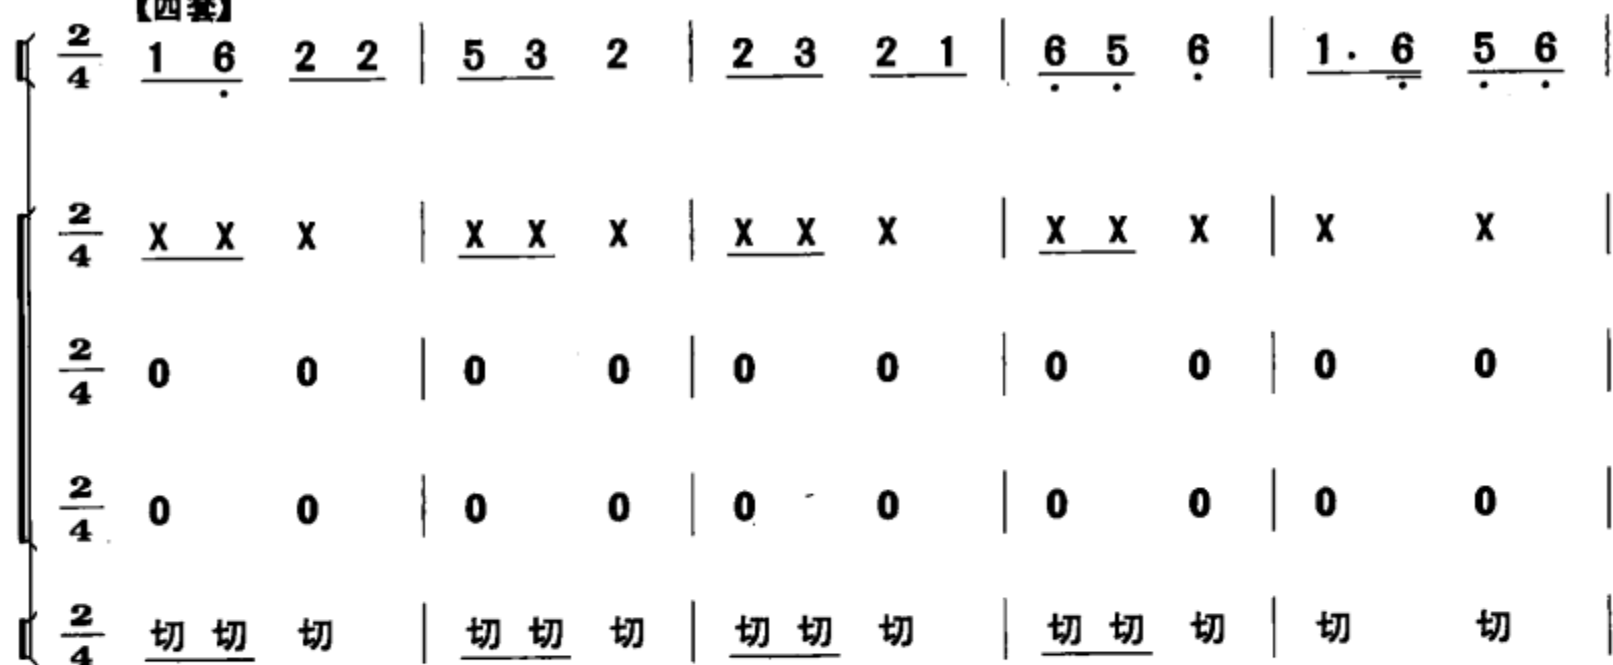 【四套】
2/4 1 6̣ 2 2 | 5 3 2 | 2 3 2 1 | 6̣ 5̣ 6̣ | 1. 6̣ 5̣ 6̣ |
2/4 X X X | X X X | X X X | X X X | X X |
2/4 0 0 | 0 0 | 0 0 | 0 0 | 0 0 |
2/4 0 0 | 0 0 | 0 0 | 0 0 | 0 0 |
2/4 切 切 切 | 切 切 切 | 切 切 切 | 切 切 切 | 切 切 |